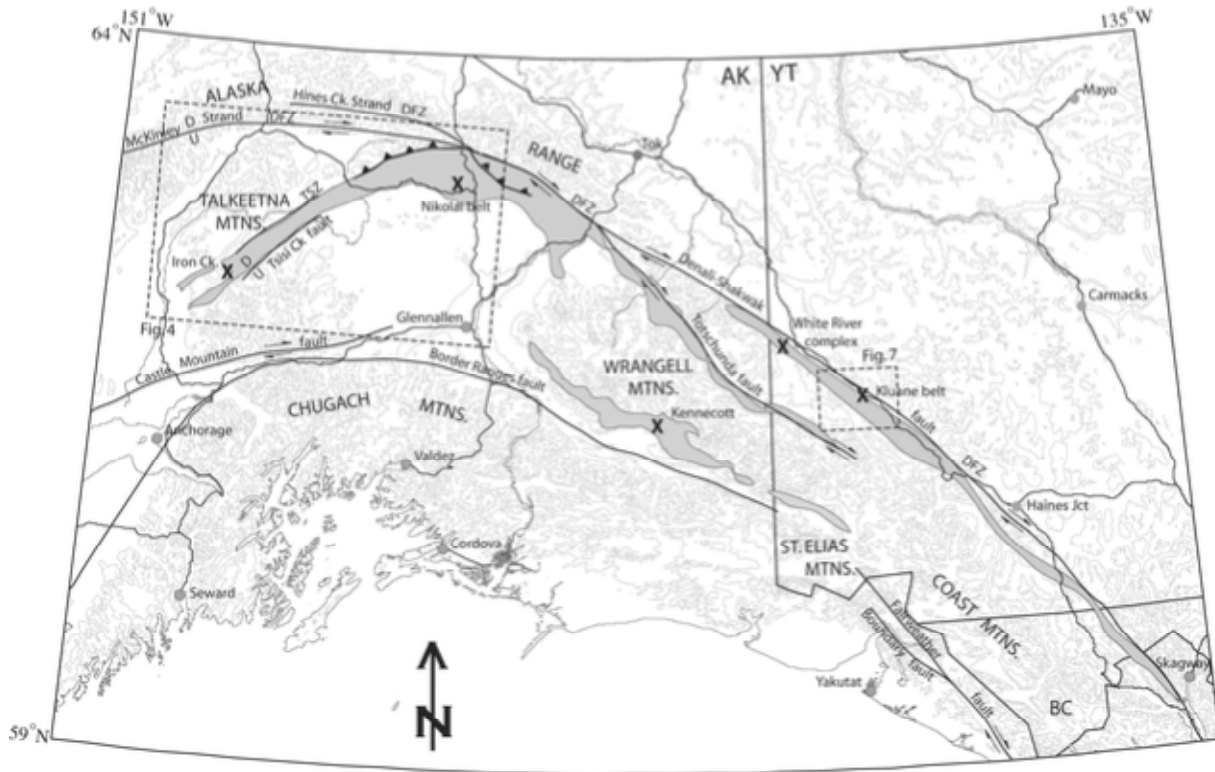 151°W
64°N
135°W
ALASKA
Hines Ck. Strand DFZ
AK YT
Mayo
McKinley D Strand DFZ
U
RANGE
Tok
TALKEETNA
MTNS.
TSZ
Nikolai belt
DFZ
Iron Ck.
D
U Tsisi Ck fault
Denali-Shakwak
Carmacks
Fig. 4
Glennallen
White River
complex
Totschunda fault
Fig. 7
Castle Mountain fault
Border Ranges fault
WRANGELL
MTNS.
Kluane belt
fault
CHUGACH MTNS.
Kennecott
Anchorage
Valdez
DFZ
Haines Jct
Cordova
ST. ELIAS
MTNS.
Seward
COAST MTNS.
Fairweather
Boundary fault
Skagway
Yakutat
fault
BC
N
59°N